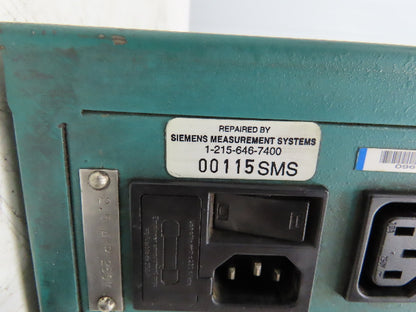 REPAIRED BY
SIEMENS MEASUREMENT SYSTEMS
1-215-646-7400
00115SMS